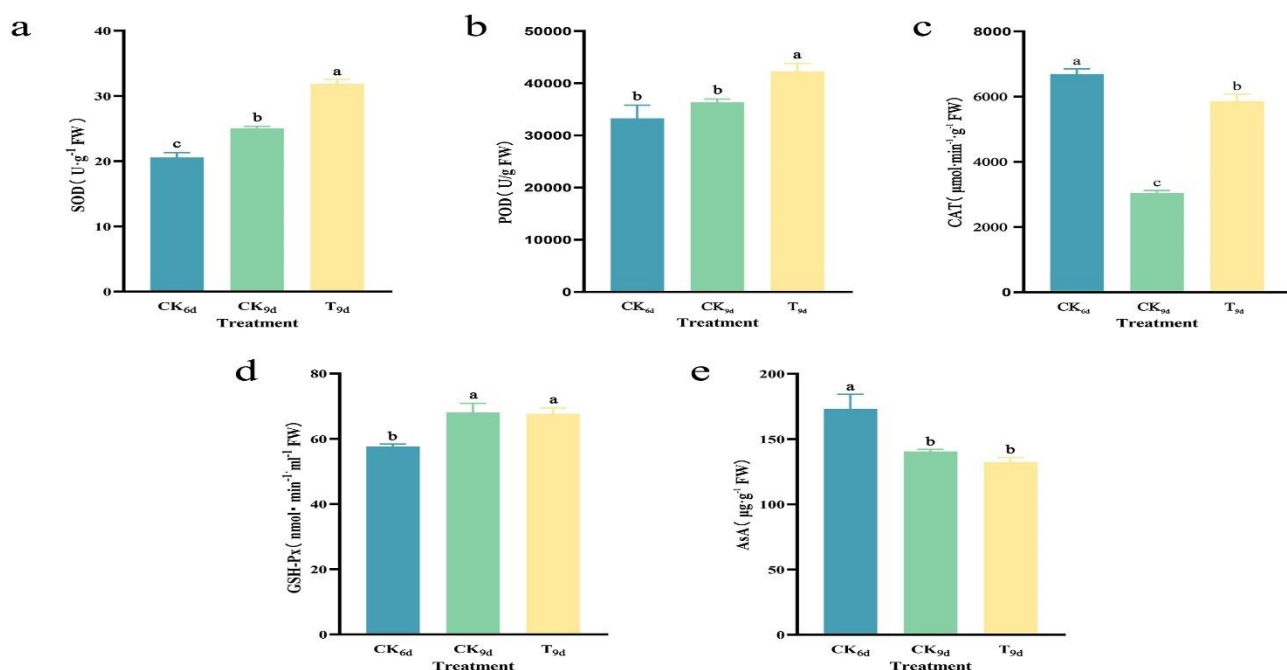 a
SOD( U·g⁻¹ FW)
40
30
20
10
0
c
b
a
CK₆d CK₉d T₉d
Treatment
b
POD( U/g FW)
50000
40000
30000
20000
10000
0
b
b
a
CK₆d CK₉d T₉d
Treatment
c
CAT( μmol·min⁻¹·g⁻¹ FW)
8000
6000
4000
2000
0
a
c
b
CK₆d CK₉d T₉d
Treatment
d
GSH-Px( nmol• min⁻¹· ml⁻¹ FW)
80
60
40
20
0
b
a
a
CK₆d CK₉d T₉d
Treatment
e
AsA( μg·g⁻¹ FW)
200
150
100
50
0
a
b
b
CK₆d CK₉d T₉d
Treatment